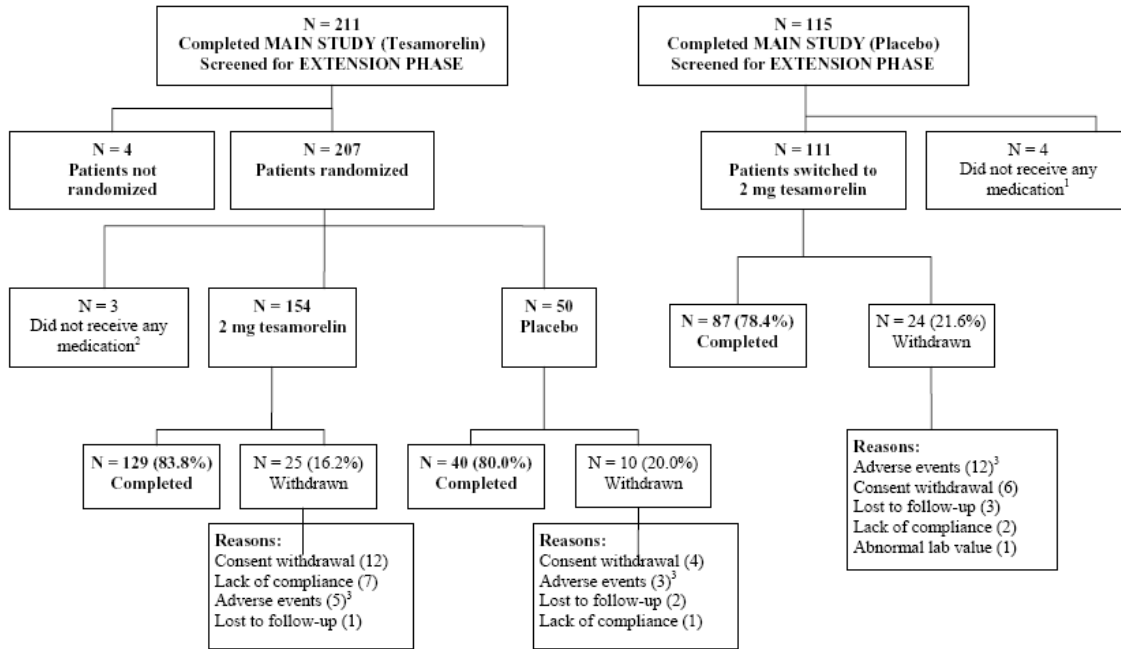 N = 211
Completed MAIN STUDY (Tesamorelin)
Screened for EXTENSION PHASE
N = 115
Completed MAIN STUDY (Placebo)
Screened for EXTENSION PHASE
N = 4
Patients not
randomized
N = 207
Patients randomized
N = 111
Patients switched to
2 mg tesamorelin
N = 4
Did not receive any
medication1
N = 3
Did not receive any
medication2
N = 154
2 mg tesamorelin
N = 50
Placebo
N = 87 (78.4%)
Completed
N = 24 (21.6%)
Withdrawn
N = 129 (83.8%)
Completed
N = 25 (16.2%)
Withdrawn
N = 40 (80.0%)
Completed
N = 10 (20.0%)
Withdrawn
Reasons:
Adverse events (12)3
Consent withdrawal (6)
Lost to follow-up (3)
Lack of compliance (2)
Abnormal lab value (1)
Reasons:
Consent withdrawal (12)
Lack of compliance (7)
Adverse events (5)3
Lost to follow-up (1)
Reasons:
Consent withdrawal (4)
Adverse events (3)3
Lost to follow-up (2)
Lack of compliance (1)